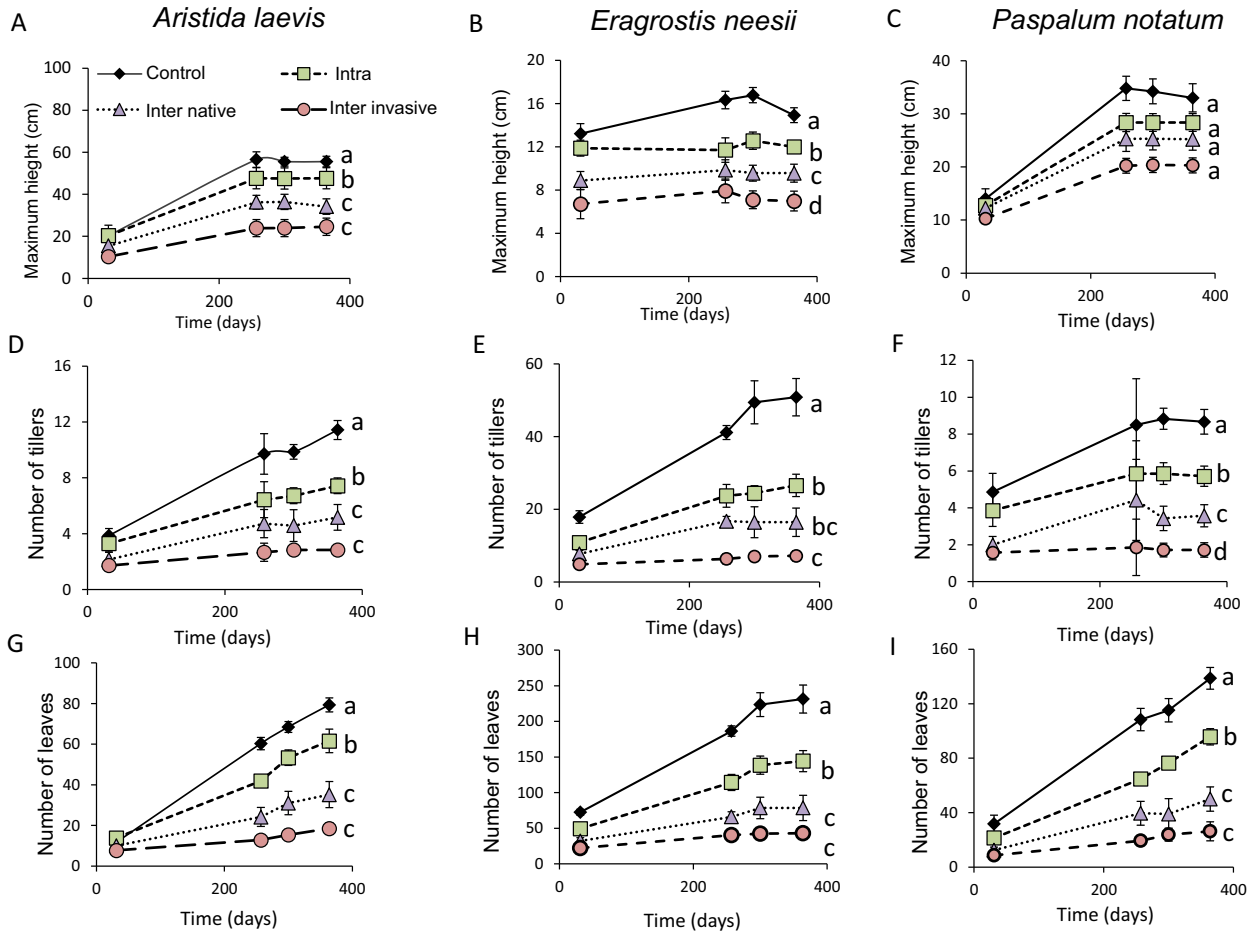 A
Aristida laevis
B
Eragrostis neesii
C
Paspalum notatum
Maximum hieght (cm)
100
80
60
40
20
0
Control
Intra
Inter native
Inter invasive
a
b
c
c
0
200
400
Time (days)
Maximum height (cm)
20
16
12
8
4
0
a
b
c
d
0
200
400
Time (days)
Maximum height (cm)
40
30
20
10
0
a
a
a
a
0
200
400
Time (days)
D
Number of tillers
16
12
8
4
0
a
b
c
c
0
200
400
Time (days)
E
Number of tillers
60
40
20
0
a
b
bc
c
0
200
400
Time (days)
F
Number of tillers
12
10
8
6
4
2
0
a
b
c
d
0
200
400
Time (days)
G
Number of leaves
100
80
60
40
20
0
a
b
c
c
0
200
400
Time (days)
H
Number of leaves
300
250
200
150
100
50
0
a
b
c
c
0
200
400
Time (days)
I
Number of leaves
160
120
80
40
0
a
b
c
c
0
200
400
Time (days)